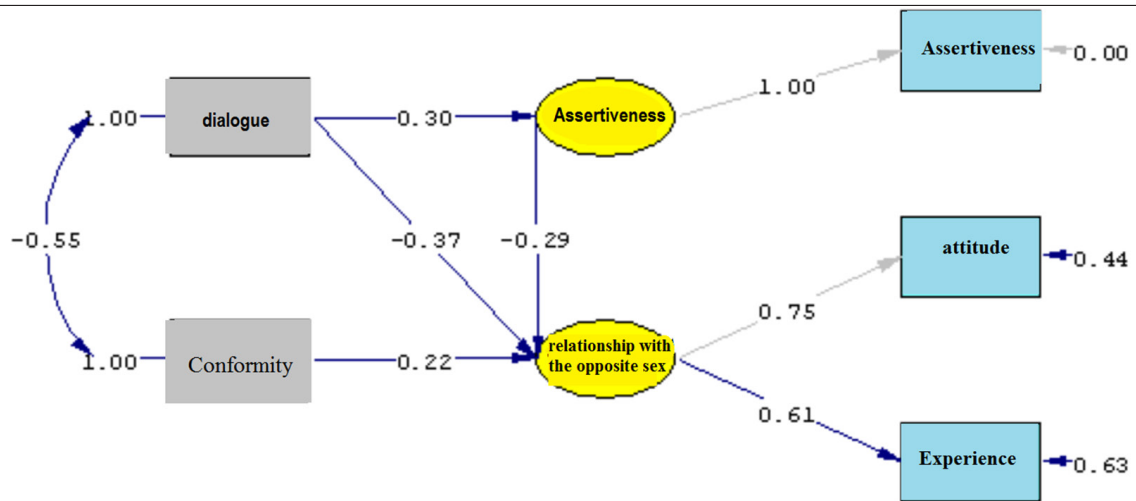 Assertiveness
0.00
1.00
1.00
dialogue
0.30
Assertiveness
-0.55
-0.37
-0.29
attitude
0.44
0.75
1.00
Conformity
0.22
relationship with
the opposite sex
0.61
Experience
0.63